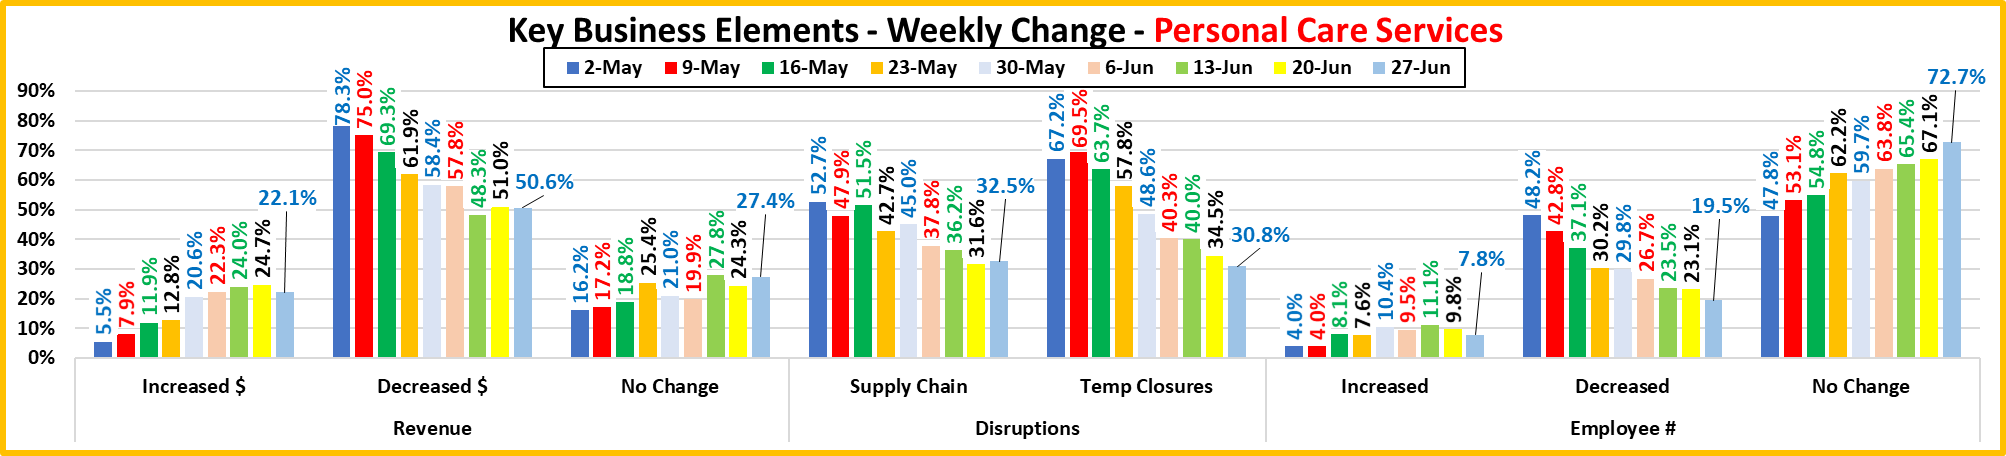 Key Business Elements - Weekly Change - Personal Care Services
2-May 9-May 16-May 23-May 30-May 6-Jun 13-Jun 20-Jun 27-Jun
90%
80%
70%
60%
50%
40%
30%
20%
10%
0%
5.5% 7.9% 11.9% 12.8% 20.6% 22.3% 24.0% 24.7% 22.1%
78.3% 75.0% 69.3% 61.9% 58.4% 57.8% 48.3% 51.0% 50.6%
16.2% 17.2% 18.8% 25.4% 21.0% 19.9% 27.8% 24.3% 27.4%
52.7% 47.9% 51.5% 42.7% 45.0% 37.8% 36.2% 31.6% 32.5%
67.2% 69.5% 63.7% 57.8% 48.6% 40.3% 40.0% 34.5% 30.8%
4.0% 4.0% 8.1% 7.6% 10.4% 9.5% 11.1% 9.8% 7.8%
48.2% 42.8% 37.1% 30.2% 29.8% 26.7% 23.5% 23.1% 19.5%
47.8% 53.1% 54.8% 62.2% 59.7% 63.8% 65.4% 67.1% 72.7%
Increased $ Decreased $ No Change Supply Chain Temp Closures Increased Decreased No Change
Revenue Disruptions Employee #